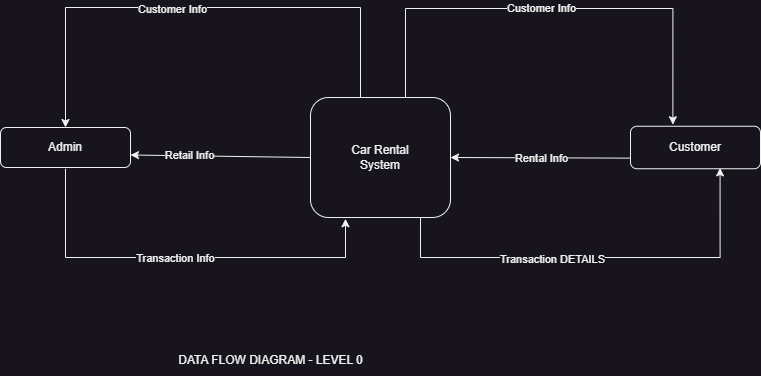 Customer Info
Customer Info
Admin
Retail Info
Car Rental
System
Rental Info
Customer
Transaction Info
Transaction DETAILS
DATA FLOW DIAGRAM - LEVEL 0